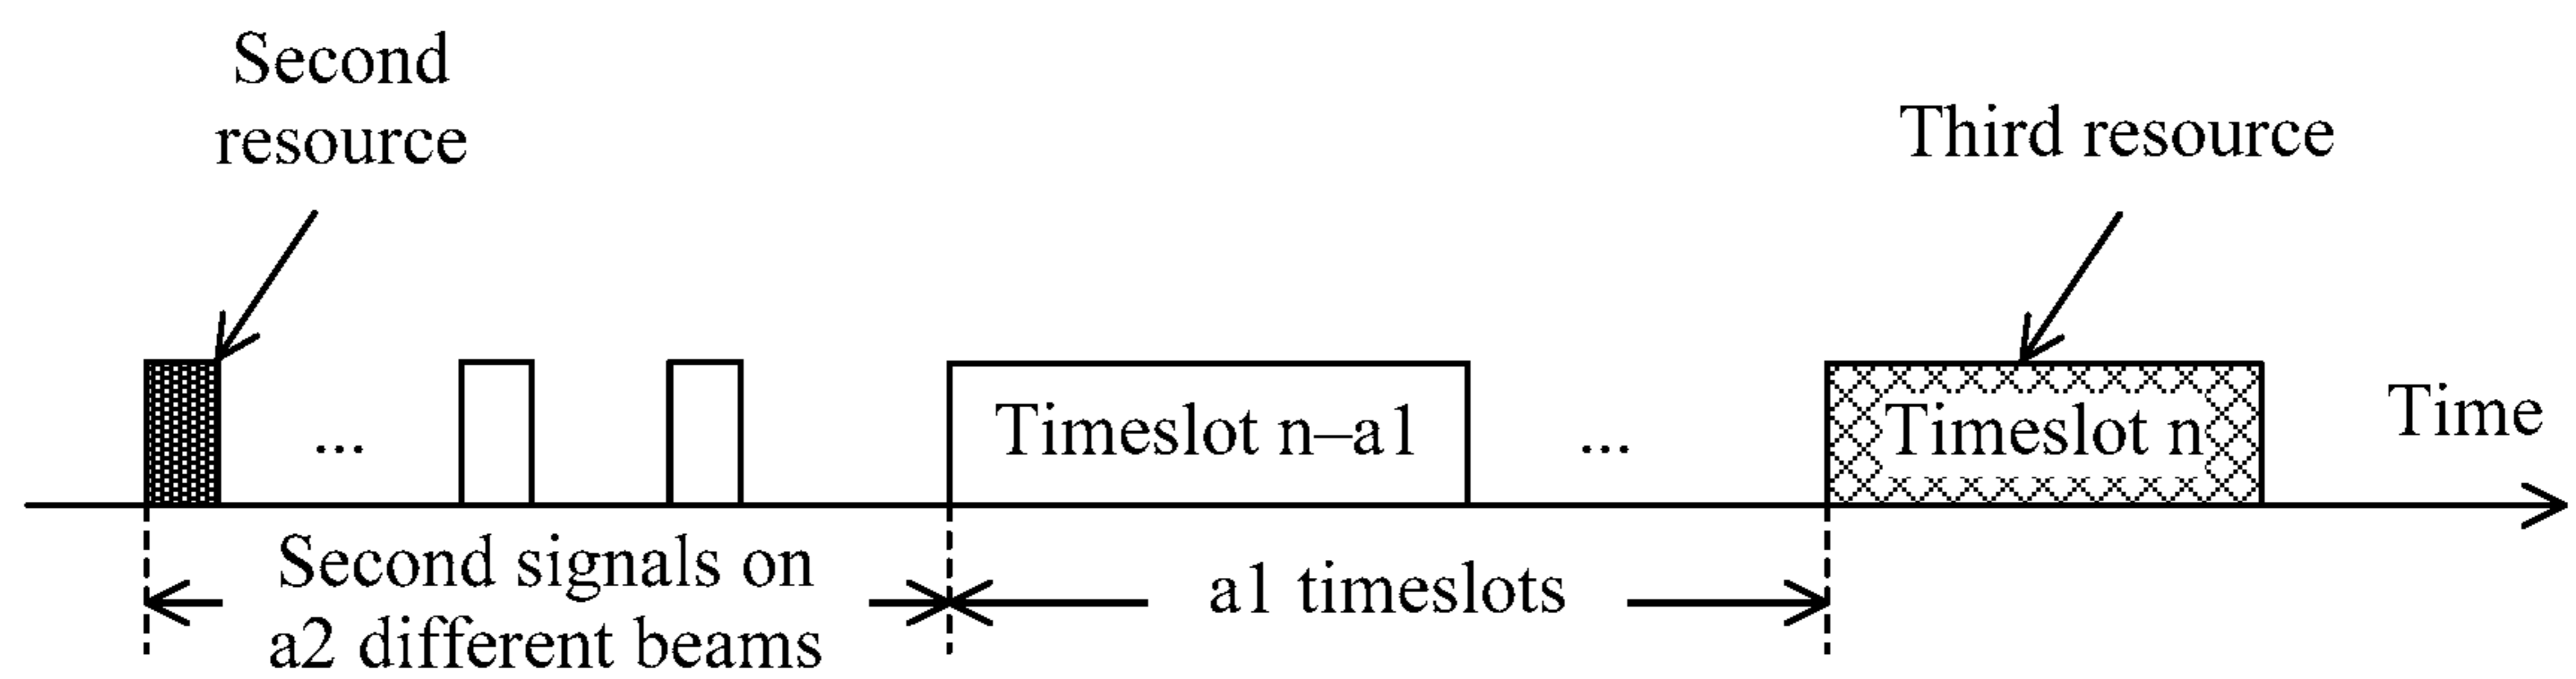 Second
resource
Third resource
...
Timeslot n–a1
...
Timeslot n
Time
Second signals on
a2 different beams
a1 timeslots